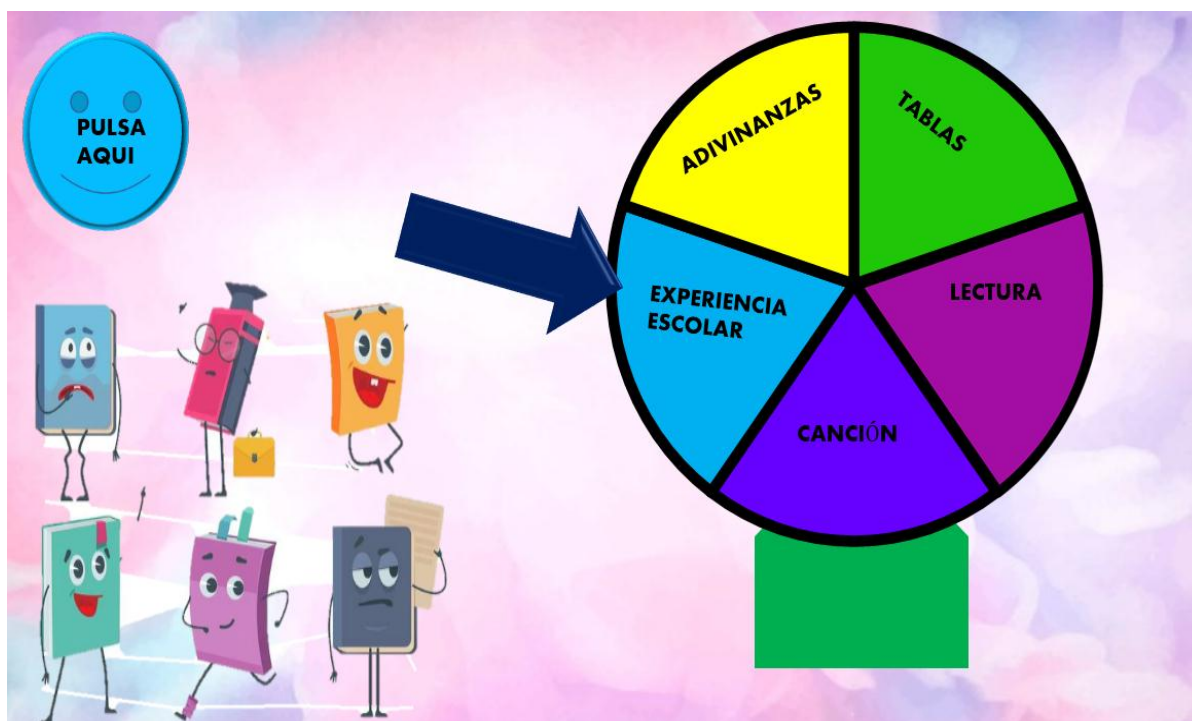 PULSA
AQUI
ADIVINANZAS
TABLAS
EXPERIENCIA
ESCOLAR
LECTURA
CANCIÓN